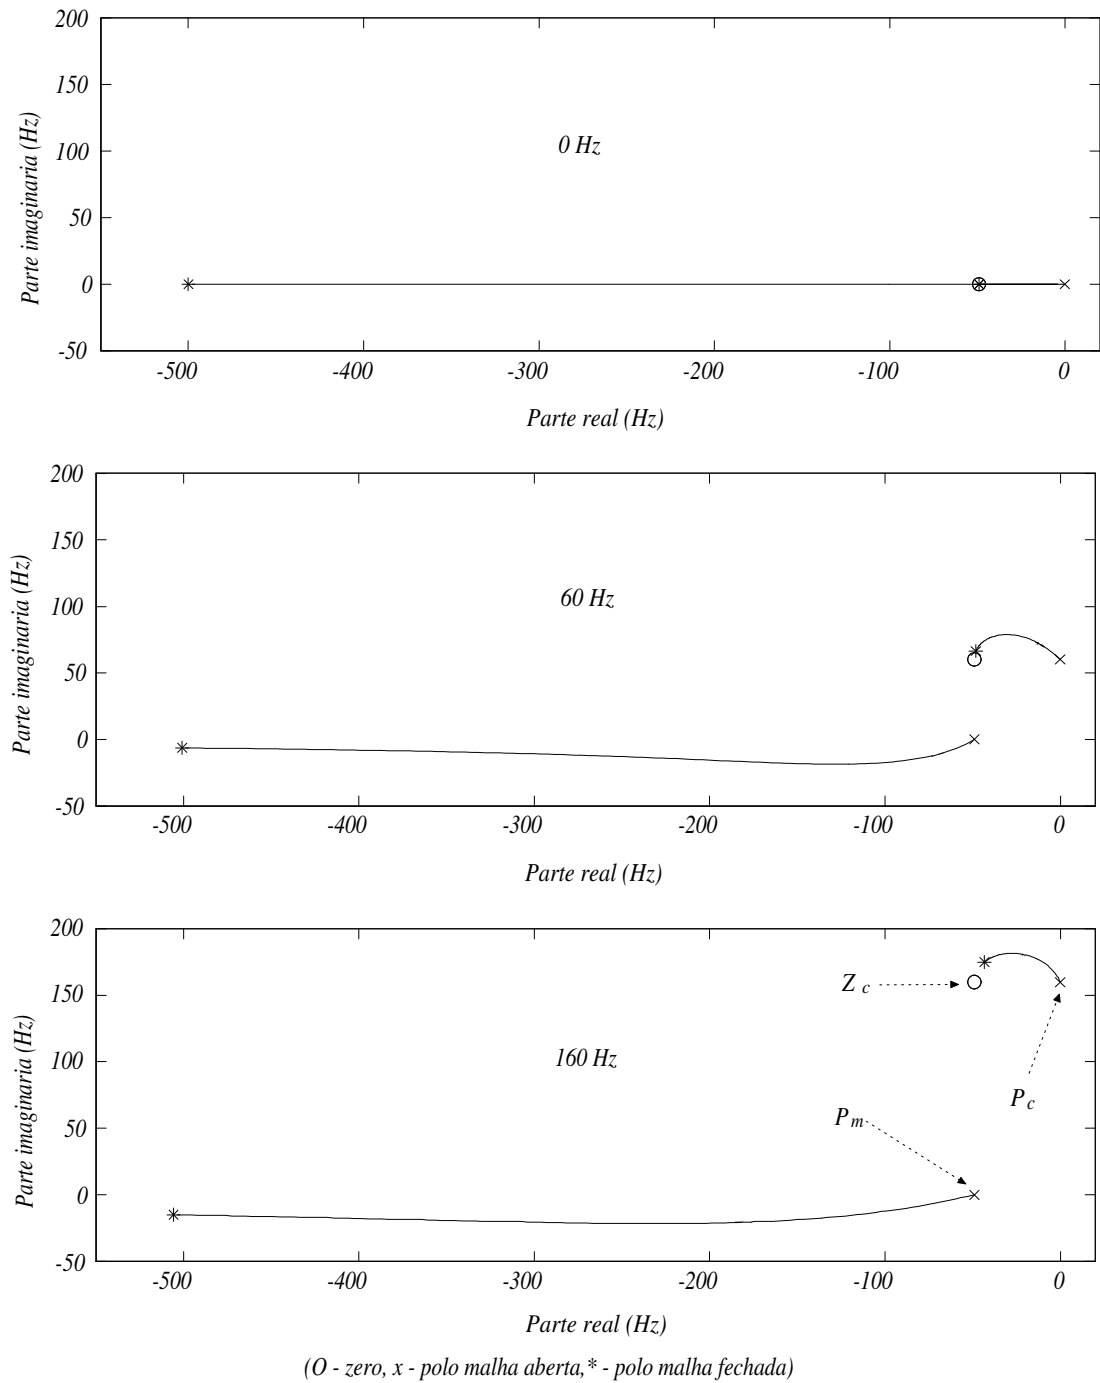 200
150
100
50
0
-50
Parte imaginaria (Hz)
0 Hz
-500 -400 -300 -200 -100 0
Parte real (Hz)
200
150
100
50
0
-50
Parte imaginaria (Hz)
60 Hz
-500 -400 -300 -200 -100 0
Parte real (Hz)
200
150
100
50
0
-50
Parte imaginaria (Hz)
160 Hz
Z c
P c
P m
-500 -400 -300 -200 -100 0
Parte real (Hz)
(O - zero, x - polo malha aberta,* - polo malha fechada)